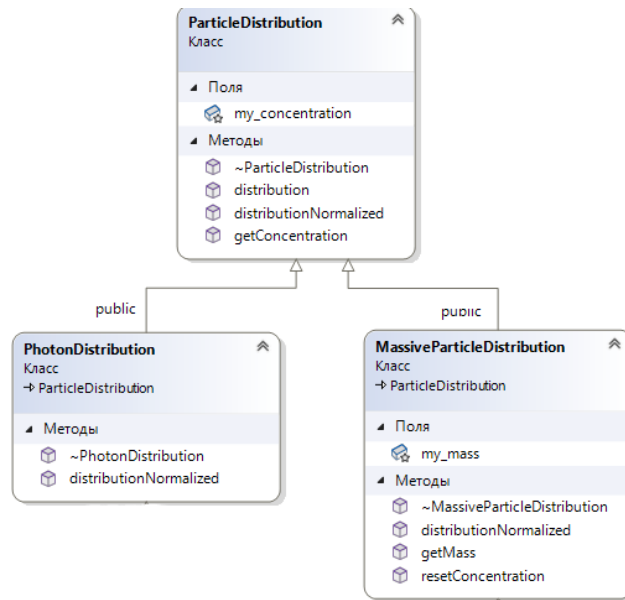 ParticleDistribution
Класс
Поля
my_concentration
Методы
~ParticleDistribution
distribution
distributionNormalized
getConcentration
public
public
PhotonDistribution
Класс
ParticleDistribution
Методы
~PhotonDistribution
distributionNormalized
MassiveParticleDistribution
Класс
ParticleDistribution
Поля
my_mass
Методы
~MassiveParticleDistribution
distributionNormalized
getMass
resetConcentration